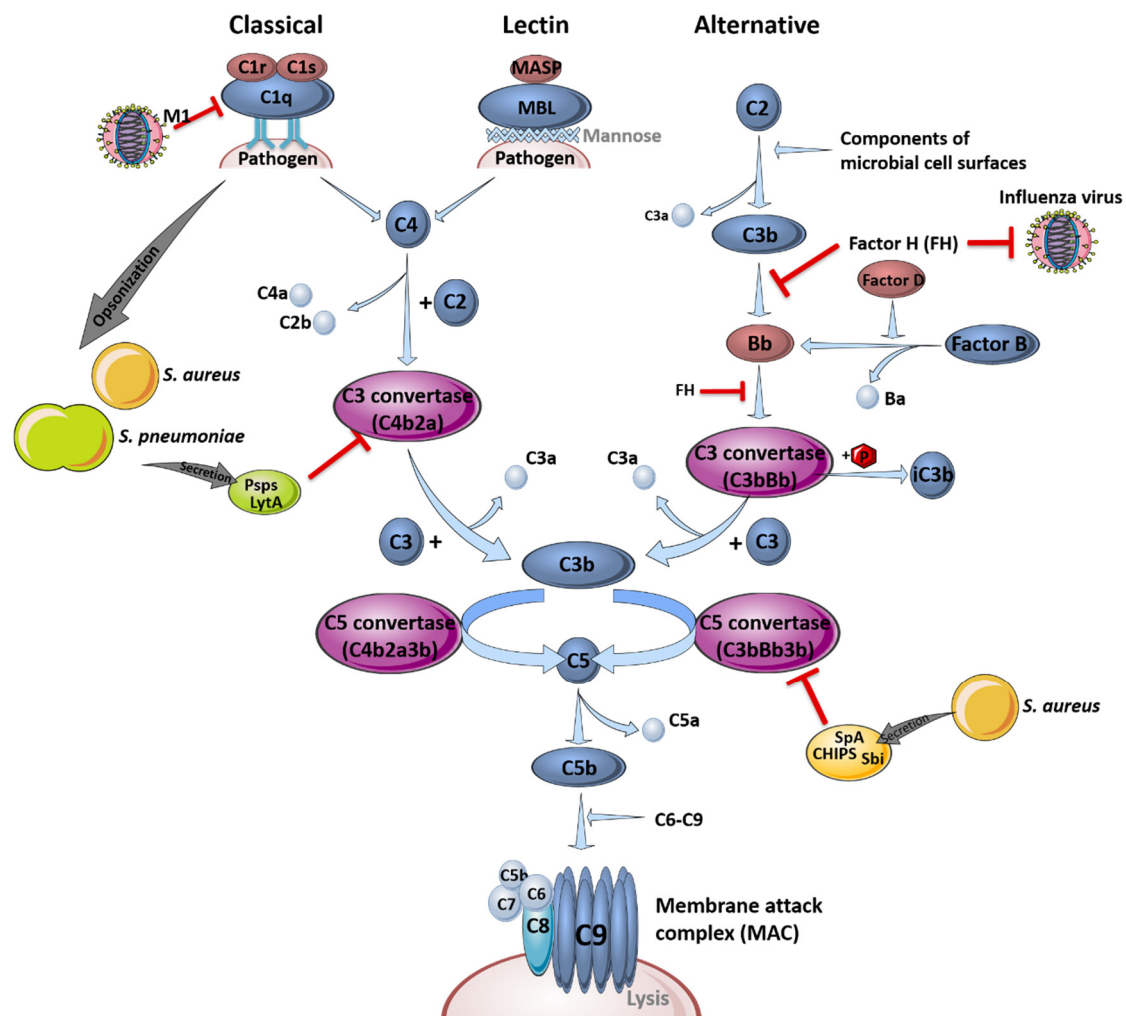 Classical
Lectin
Alternative
C1r
C1s
C1q
M1
Pathogen
MASP
MBL
Mannose
Pathogen
C2
Components of
microbial cell surfaces
C3a
C3b
Influenza virus
Factor H (FH)
Factor D
C4
C4a
C2b
+ C2
Opsonization
Bb
Factor B
Ba
FH
S. aureus
S. pneumoniae
Secretion
Psps
LytA
C3 convertase
(C4b2a)
C3 convertase
(C3bBb)
+ P
iC3b
C3a
C3a
C3 +
+ C3
C3b
C5 convertase
(C4b2a3b)
C5 convertase
(C3bBb3b)
C5
C5a
C5b
S. aureus
Secretion
SpA
CHIPS Sbi
C6-C9
C5b
C6
C7
C8
C9
Membrane attack
complex (MAC)
Lysis